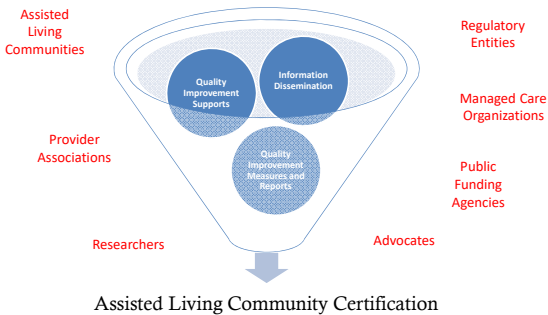 Assisted
Living
Communities
Regulatory
Entities
Quality
Improvement
Supports
Information
Dissemination
Managed Care
Organizations
Provider
Associations
Quality
Improvement
Measures and
Reports
Public
Funding
Agencies
Researchers
Advocates
Assisted Living Community Certification